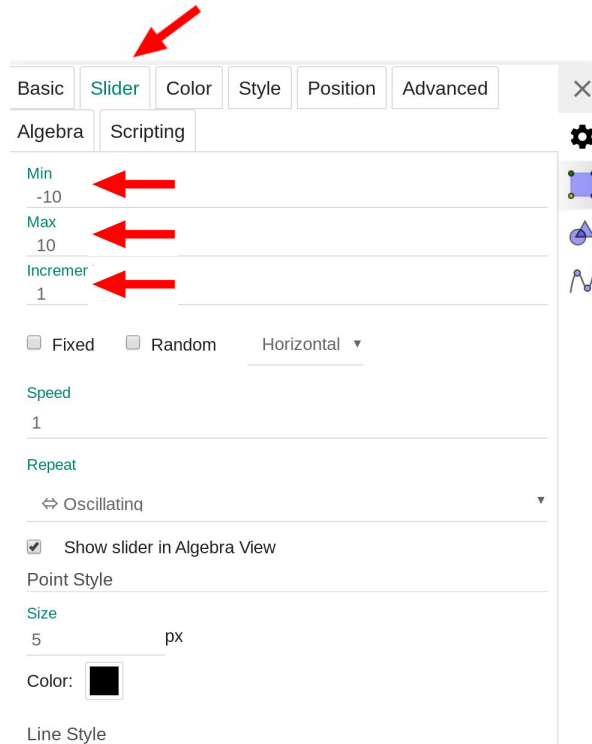 Basic Slider Color Style Position Advanced
Algebra Scripting
Min
-10
Max
10
Incremen
1
Fixed Random Horizontal
Speed
1
Repeat
⇔ Oscillating
Show slider in Algebra View
Point Style
Size
5 px
Color:
Line Style